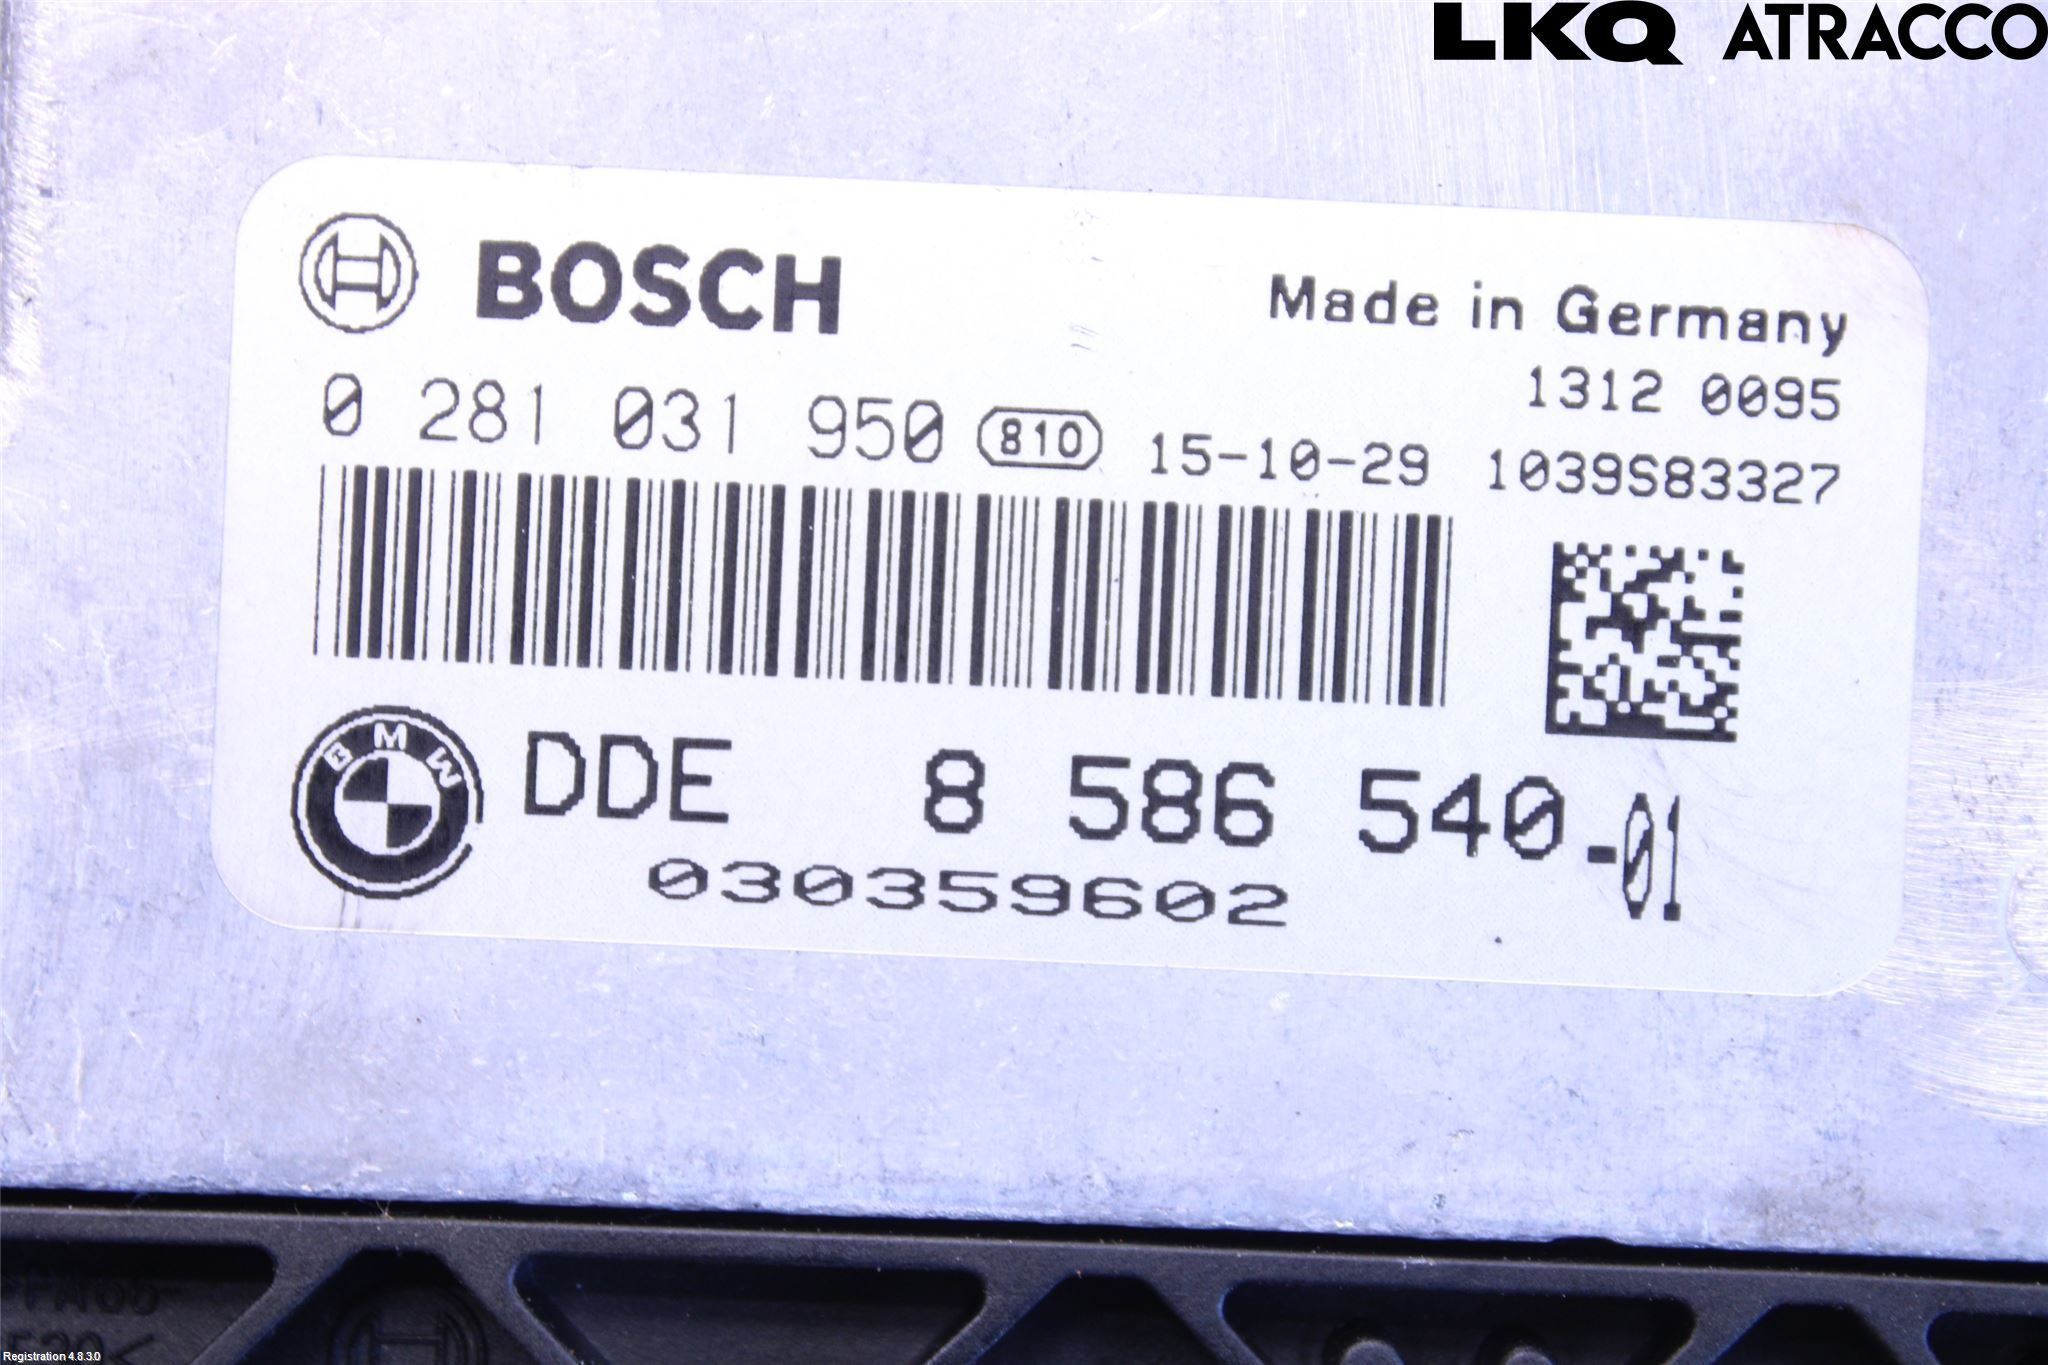 LKQ ATRACCO
BOSCH
Made in Germany
1312 0095
0 281 031 950 810 15-10-29 1039S83327
BMW DDE 8 586 540-01
030359602
Registration 4.8.3.0